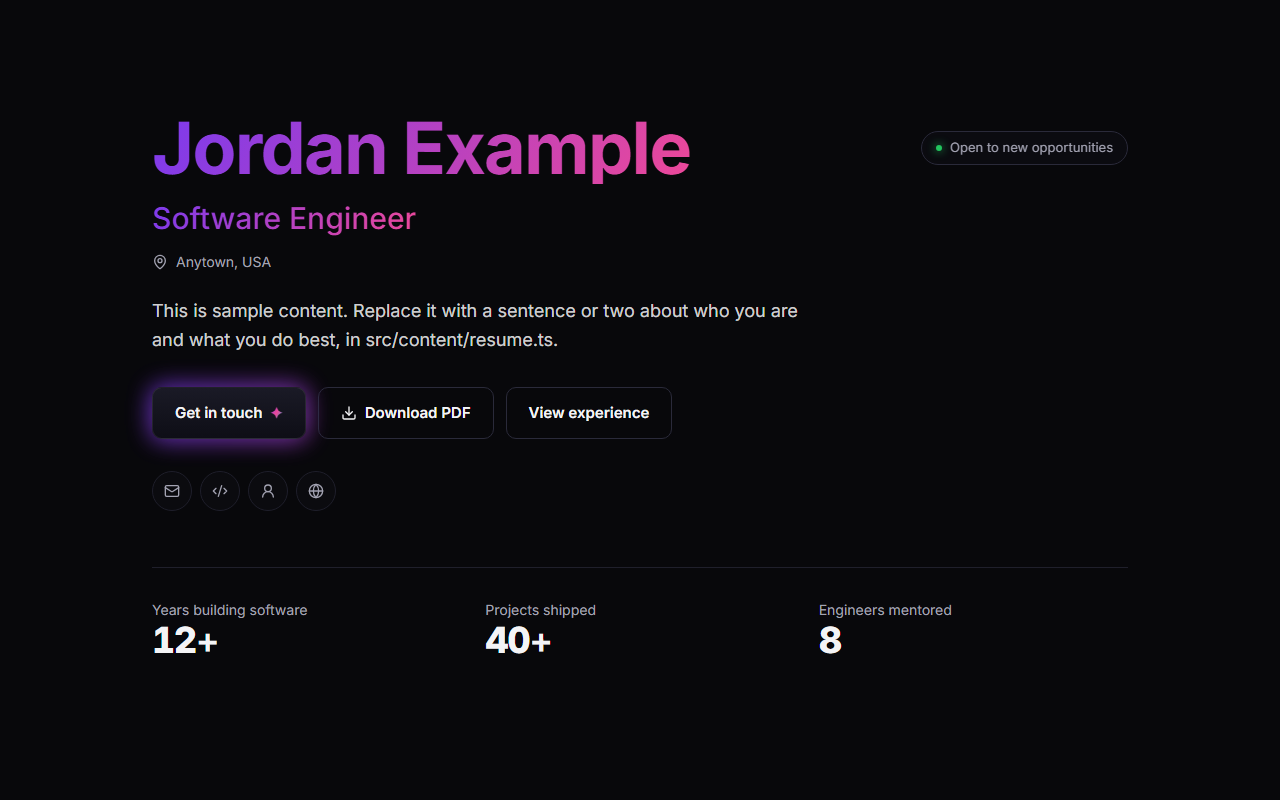 Jordan Example
Open to new opportunities
Software Engineer
Anytown, USA
This is sample content. Replace it with a sentence or two about who you are
and what you do best, in src/content/resume.ts.
Get in touch ✦
Download PDF
View experience
Years building software
12+
Projects shipped
40+
Engineers mentored
8